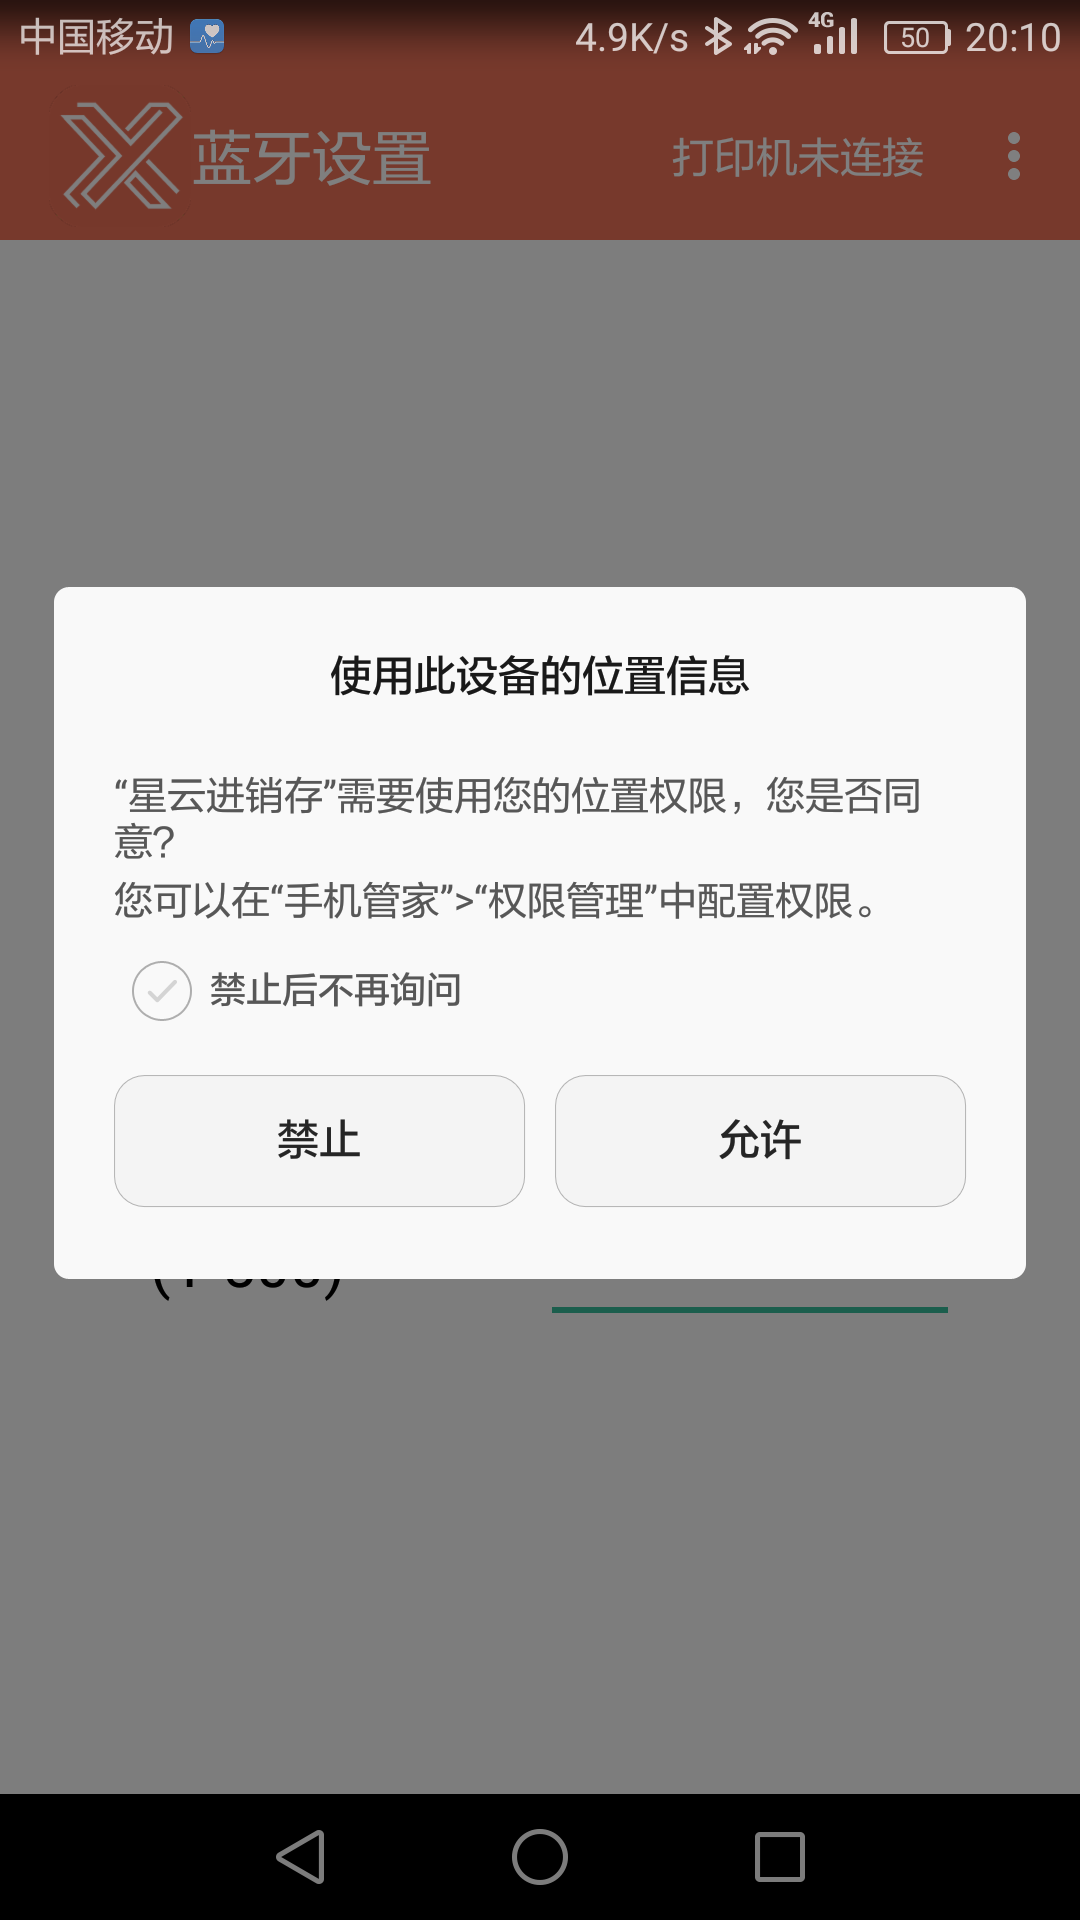 中国移动 4.9K/s 4G 50 20:10
蓝牙设置 打印机未连接
使用此设备的位置信息
“星云进销存”需要使用您的位置权限，您是否同
意?
您可以在“手机管家”>“权限管理”中配置权限。
禁止后不再询问
禁止 允许